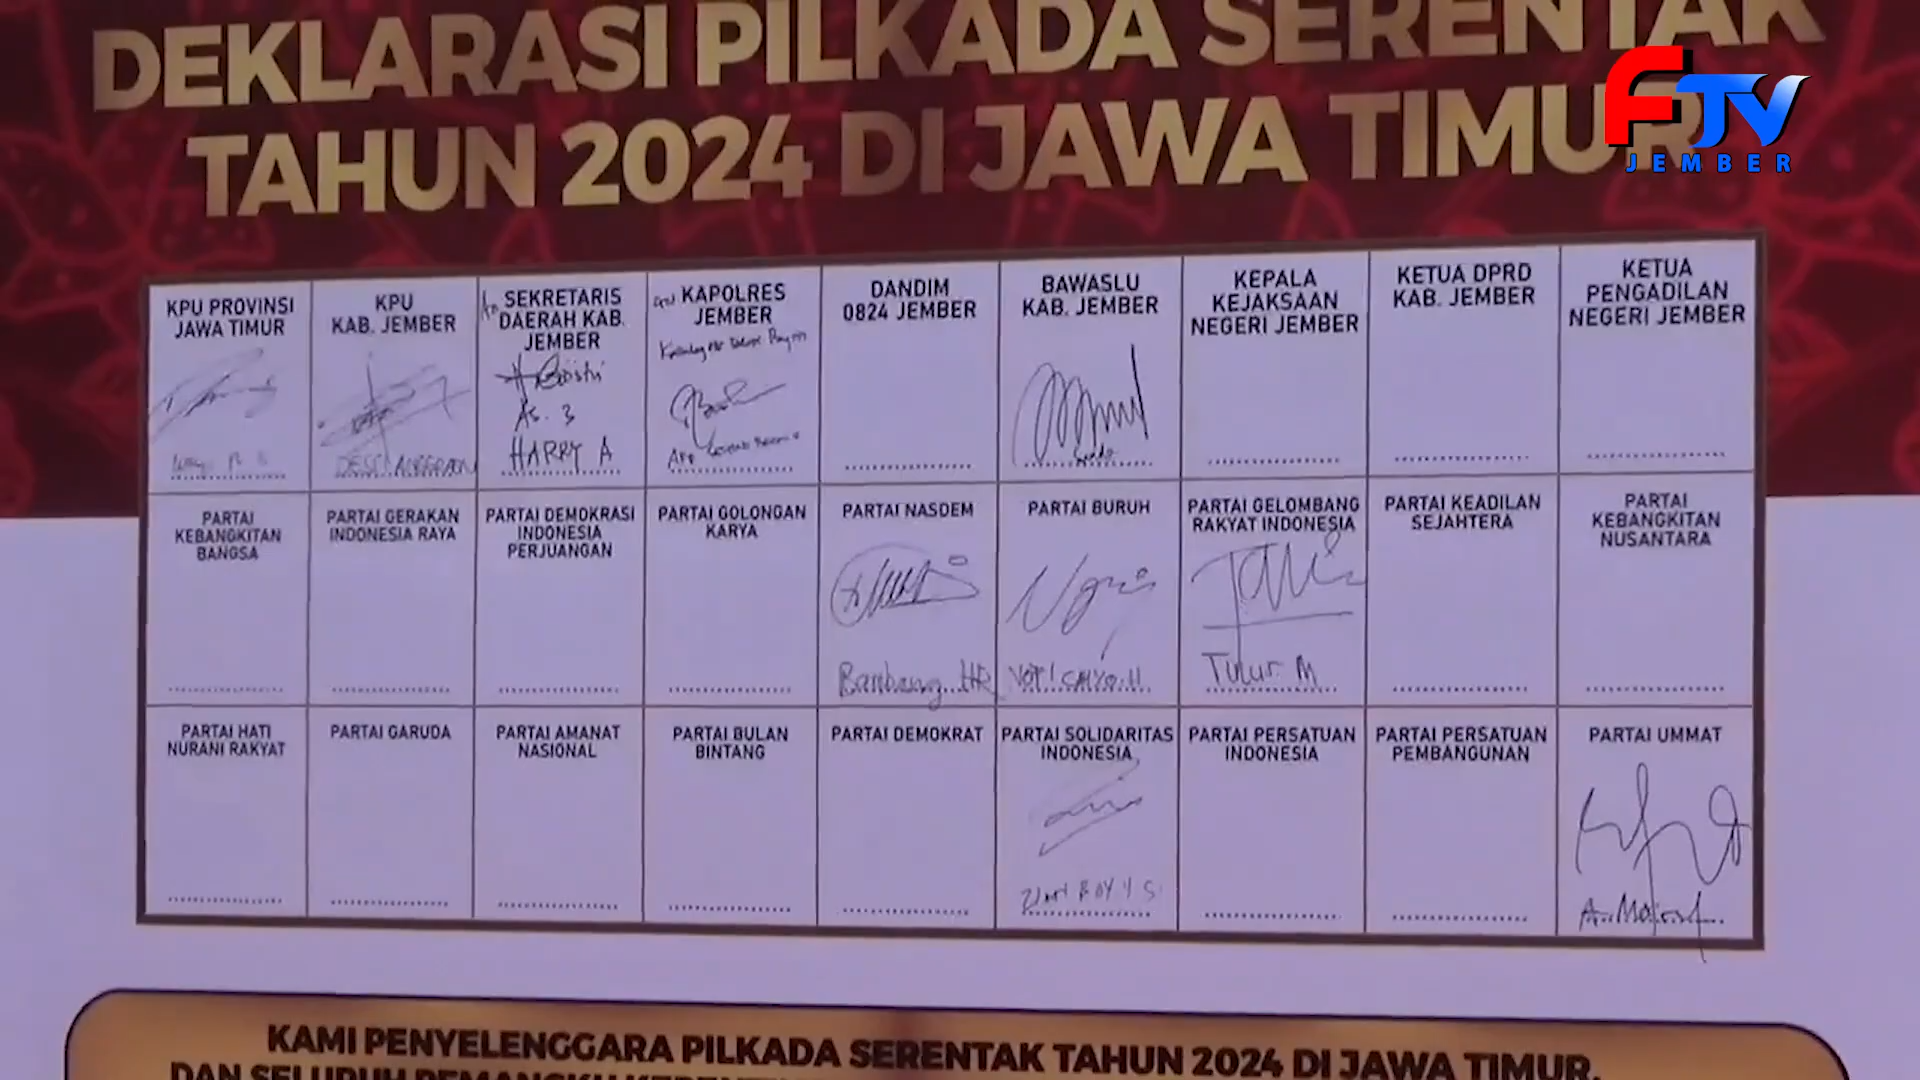 DEKLARASI PILKADA SERENTAK
TAHUN 2024 DI JAWA TIMUR
FTV
JEMBER
KPU PROVINSI
JAWA TIMUR
KPU
KAB. JEMBER
SEKRETARIS
DAERAH KAB.
JEMBER
As. 3
HARRY A
KAPOLRES
JEMBER
DANDIM
0824 JEMBER
BAWASLU
KAB. JEMBER
KEPALA
KEJAKSAAN
NEGERI JEMBER
KETUA DPRD
KAB. JEMBER
KETUA
PENGADILAN
NEGERI JEMBER
PARTAI
KEBANGKITAN
BANGSA
PARTAI GERAKAN
INDONESIA RAYA
PARTAI DEMOKRASI
INDONESIA
PERJUANGAN
PARTAI GOLONGAN
KARYA
PARTAI NASDEM
Bambang
PARTAI BURUH
PARTAI GELOMBANG
RAKYAT INDONESIA
Tulur M
PARTAI KEADILAN
SEJAHTERA
PARTAI
KEBANGKITAN
NUSANTARA
PARTAI HATI
NURANI RAKYAT
PARTAI GARUDA
PARTAI AMANAT
NASIONAL
PARTAI BULAN
BINTANG
PARTAI DEMOKRAT
PARTAI SOLIDARITAS
INDONESIA
PARTAI PERSATUAN
INDONESIA
PARTAI PERSATUAN
PEMBANGUNAN
PARTAI UMMAT
KAMI PENYELENGGARA PILKADA SERENTAK TAHUN 2024 DI JAWA TIMUR,